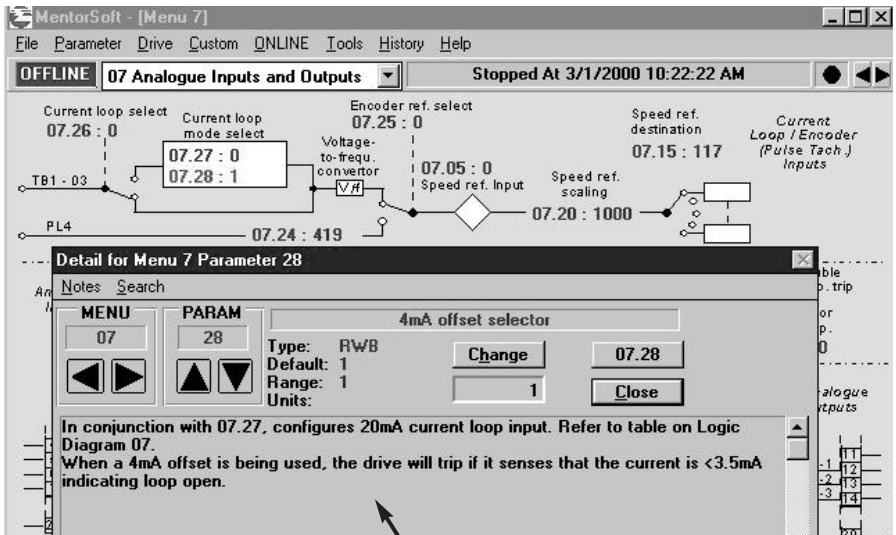 MentorSoft - [Menu 7]
File Parameter Drive Custom ONLINE Tools History Help
OFFLINE 07 Analogue Inputs and Outputs Stopped At 3/1/2000 10:22:22 AM
Current loop select
07.26 : 0
Current loop
mode select
07.27 : 0
07.28 : 1
Encoder ref. select
07.25 : 0
Voltage-
to-frequ.
convertor
V/f
07.05 : 0
Speed ref. Input
Speed ref.
scaling
07.20 : 1000
Speed ref.
destination
07.15 : 117
Current
Loop / Encoder
(Pulse Tach.)
Inputs
TB1 - 03
PL4
07.24 : 419
Detail for Menu 7 Parameter 28
Notes Search
MENU
07
PARAM
28
4mA offset selector
Type: RWB
Default: 1
Range: 1
Units:
Change
1
07.28
Close
In conjunction with 07.27, configures 20mA current loop input. Refer to table on Logic
Diagram 07.
When a 4mA offset is being used, the drive will trip if it senses that the current is <3.5mA
indicating loop open.
trip
11
12
13
14